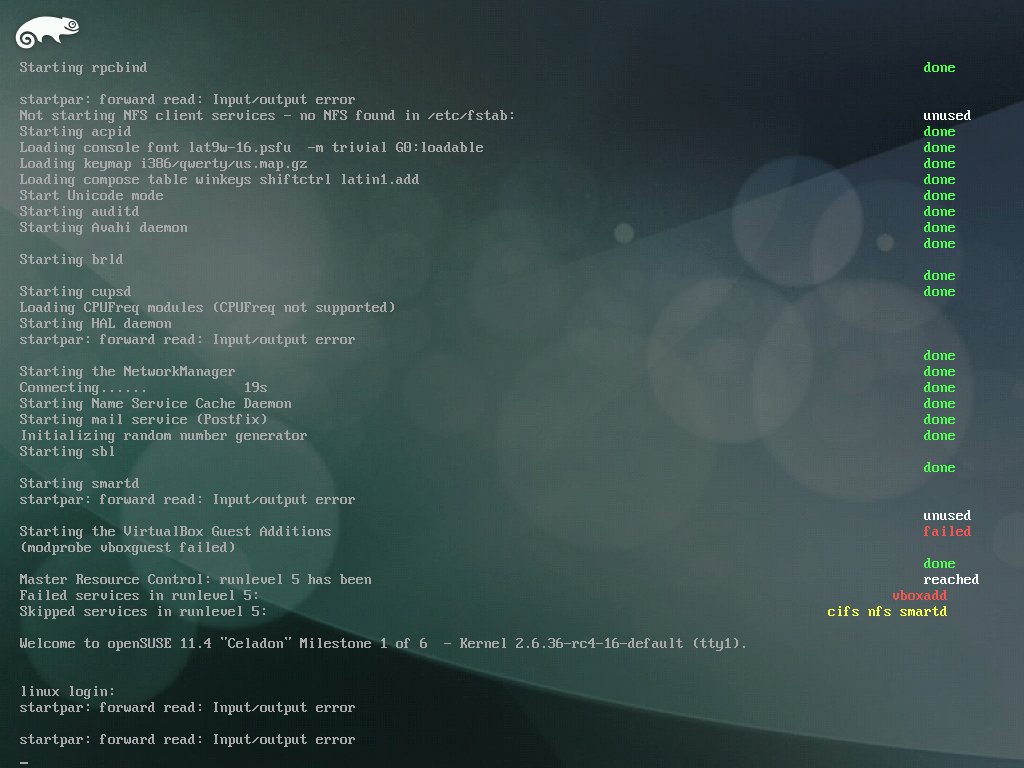 Starting rpcbind done
startpar: forward read: Input/output error
Not starting NFS client services - no NFS found in /etc/fstab: unused
Starting acpid done
Loading console font lat9w-16.psfu  -m trivial G0:loadable done
Loading keymap i386/qwerty/us.map.gz done
Loading compose table winkeys shiftctrl latin1.add done
Start Unicode mode done
Starting auditd done
Starting Avahi daemon done
done
Starting brld
done
Starting cupsd done
Loading CPUFreq modules (CPUFreq not supported)
Starting HAL daemon
startpar: forward read: Input/output error
done
Starting the NetworkManager done
Connecting...... 19s done
Starting Name Service Cache Daemon done
Starting mail service (Postfix) done
Initializing random number generator done
Starting sbl
done
Starting smartd
startpar: forward read: Input/output error
unused
Starting the VirtualBox Guest Additions failed
(modprobe vboxguest failed)
done
Master Resource Control: runlevel 5 has been reached
Failed services in runlevel 5: vboxadd
Skipped services in runlevel 5: cifs nfs smartd
Welcome to openSUSE 11.4 "Celadon" Milestone 1 of 6  - Kernel 2.6.36-rc4-16-default (tty1).
linux login:
startpar: forward read: Input/output error
startpar: forward read: Input/output error
_